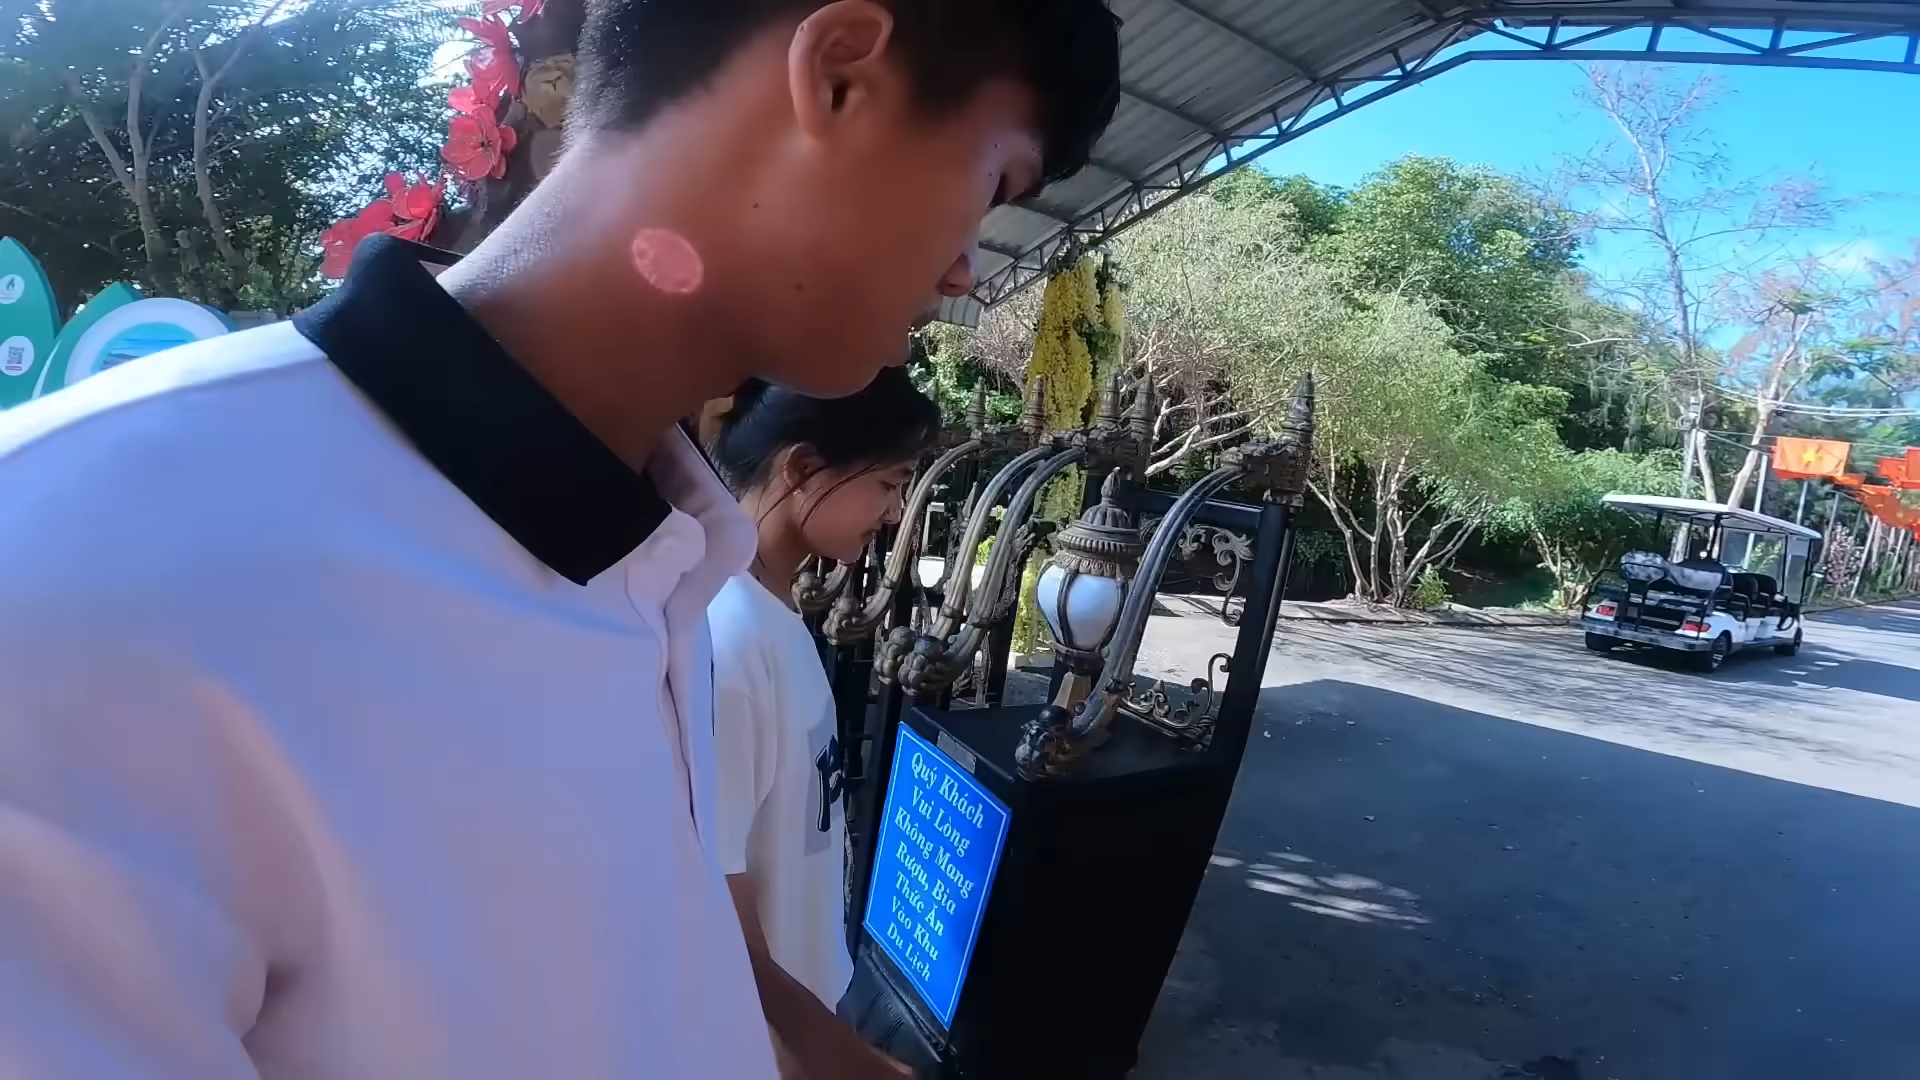 Quý Khách
Vui Lòng
Không Mang
Rượu, Bia
Thức Ăn
Vào Khu
Du Lịch